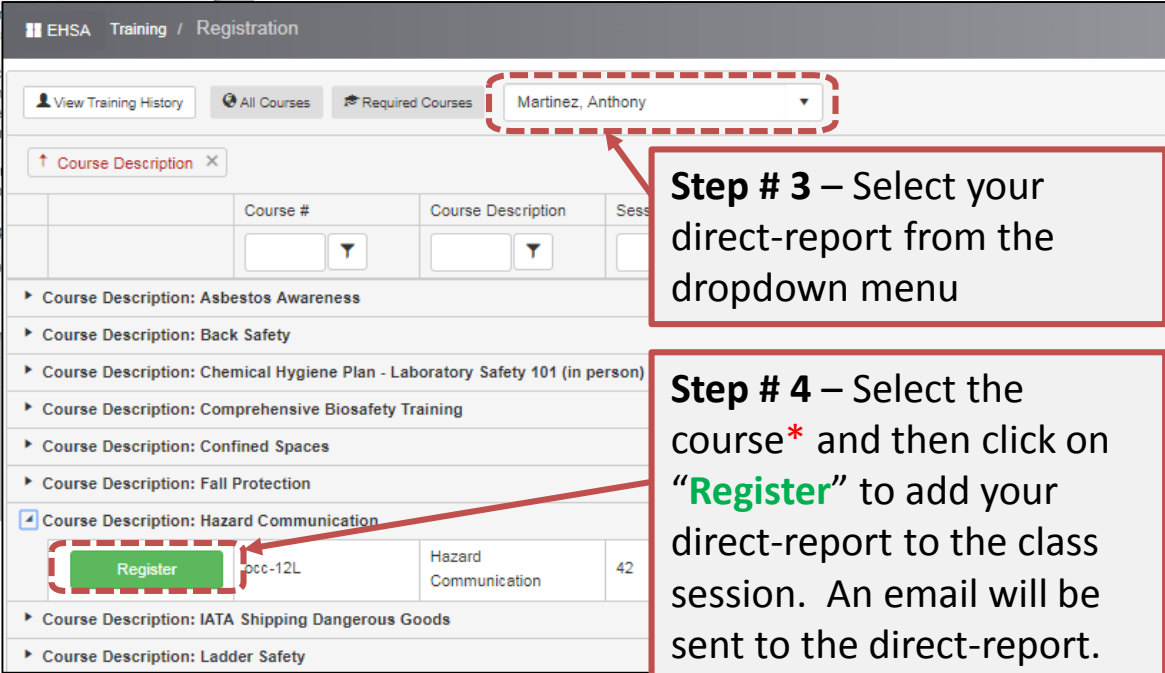 EHSA Training / Registration
View Training History All Courses Required Courses Martinez, Anthony
↑ Course Description ×
Course # Course Description Sess
Step # 3 – Select your
direct-report from the
dropdown menu
Course Description: Asbestos Awareness
Course Description: Back Safety
Course Description: Chemical Hygiene Plan - Laboratory Safety 101 (in person)
Course Description: Comprehensive Biosafety Training
Course Description: Confined Spaces
Course Description: Fall Protection
Course Description: Hazard Communication
Register occ-12L Hazard 42
Communication
Course Description: IATA Shipping Dangerous Goods
Course Description: Ladder Safety
Step # 4 – Select the
course* and then click on
“Register” to add your
direct-report to the class
session. An email will be
sent to the direct-report.